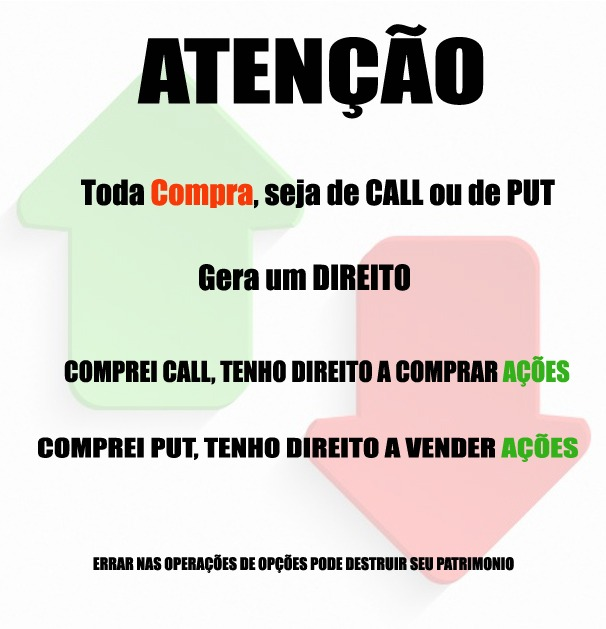 ATENÇÃO
Toda Compra, seja de CALL ou de PUT
Gera um DIREITO
COMPREI CALL, TENHO DIREITO A COMPRAR AÇÕES
COMPREI PUT, TENHO DIREITO A VENDER AÇÕES
ERRAR NAS OPERAÇÕES DE OPÇÕES PODE DESTRUIR SEU PATRIMONIO